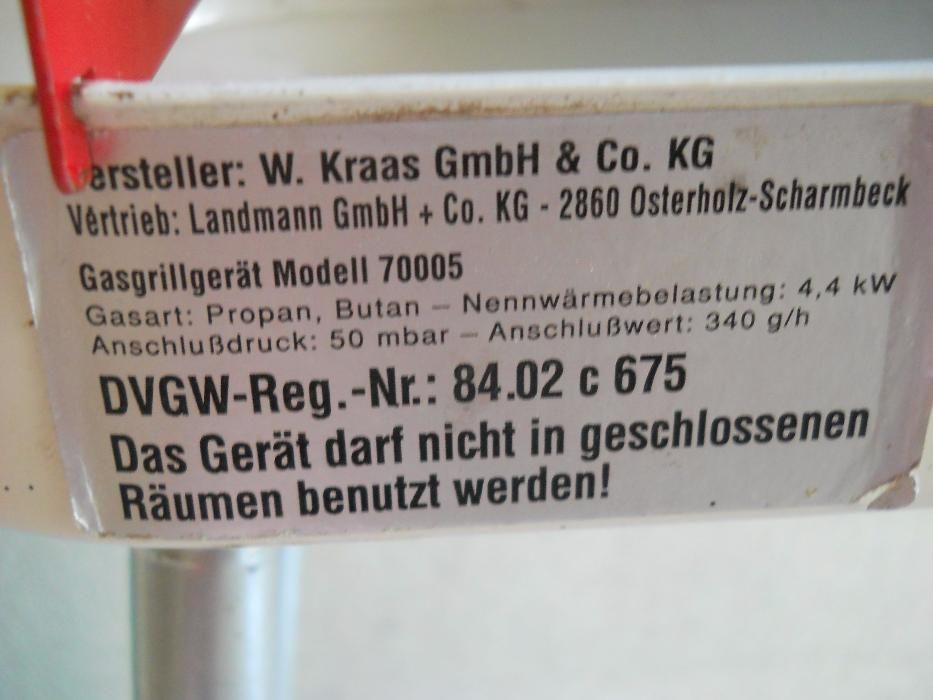 ersteller: W. Kraas GmbH & Co. KG
Vertrieb: Landmann GmbH + Co. KG - 2860 Osterholz-Scharmbeck
Gasgrillgerät Modell 70005
Gasart: Propan, Butan – Nennwärmebelastung: 4,4 kW
Anschlußdruck: 50 mbar – Anschlußwert: 340 g/h
DVGW-Reg.-Nr.: 84.02 c 675
Das Gerät darf nicht in geschlossenen
Räumen benutzt werden!